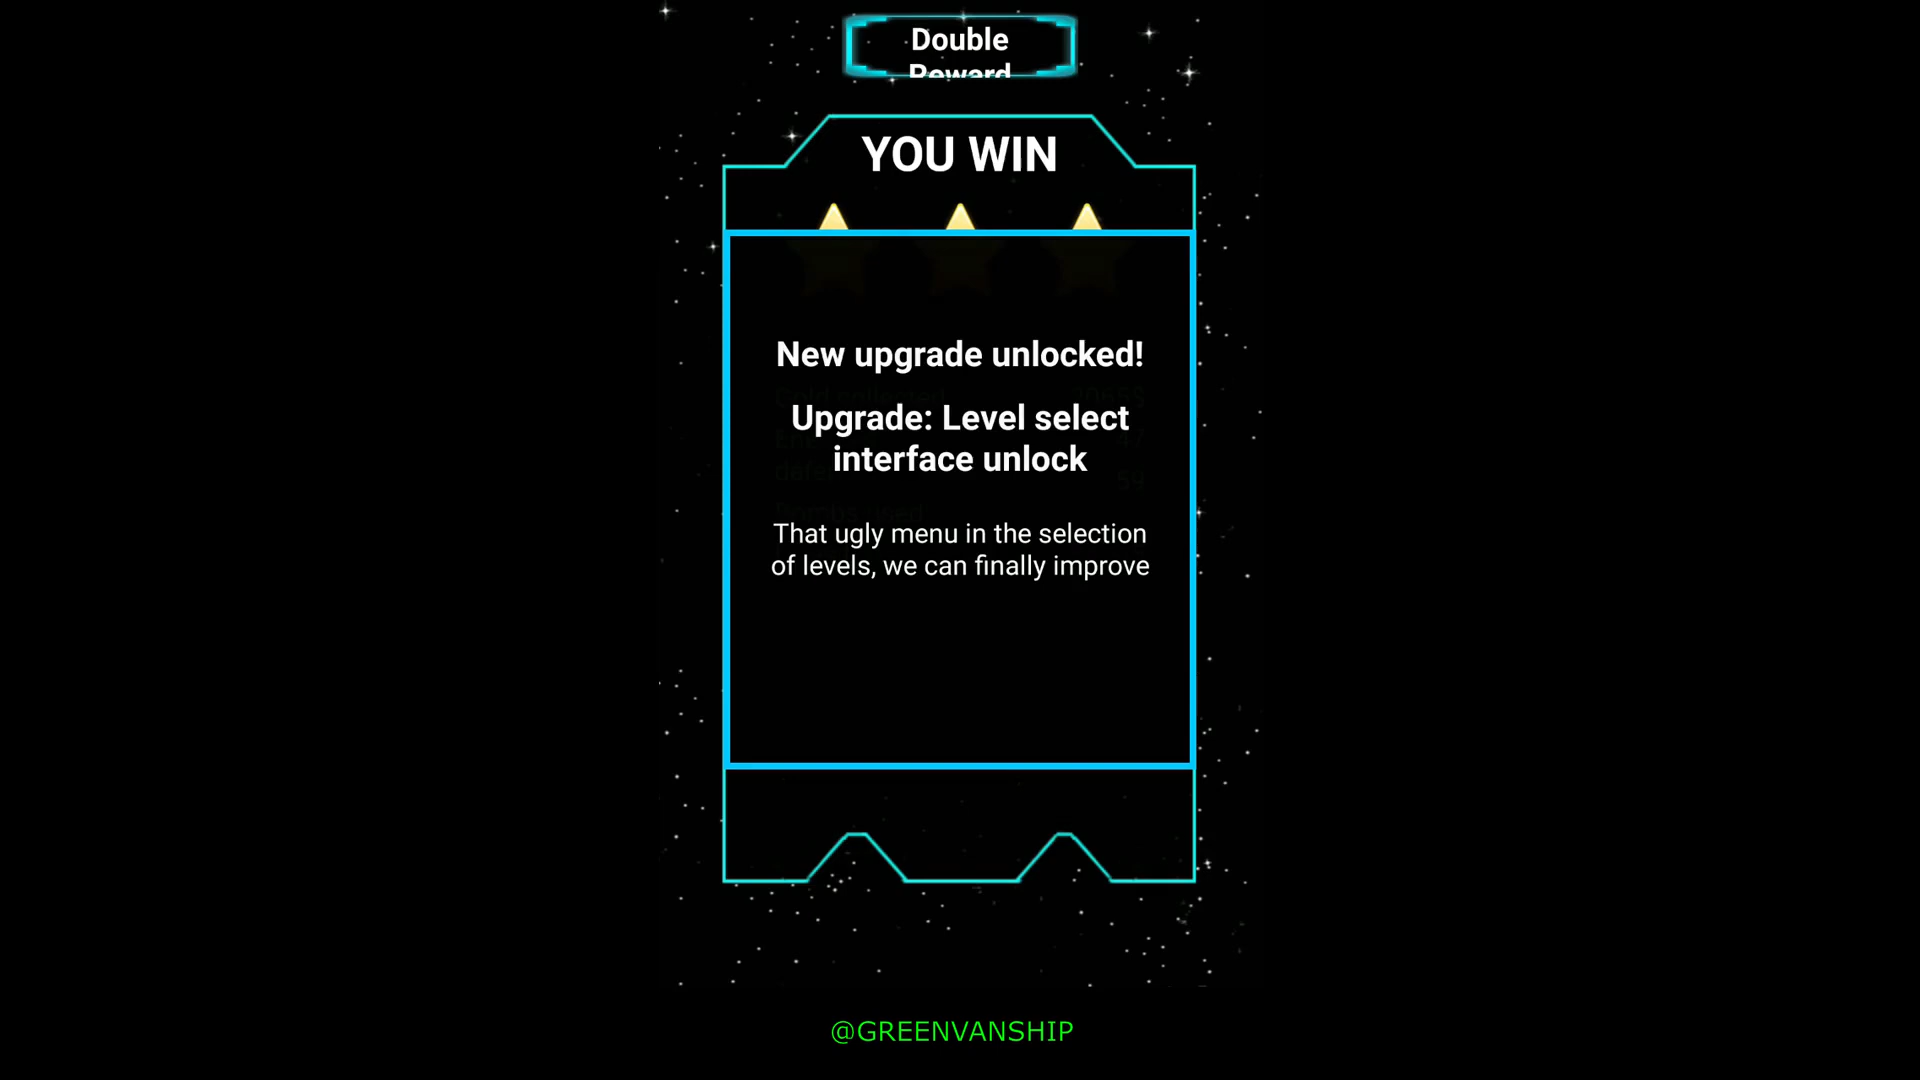 Double
Reward
YOU WIN
New upgrade unlocked!
Upgrade: Level select
interface unlock
That ugly menu in the selection
of levels, we can finally improve
@GREENVANSHIP